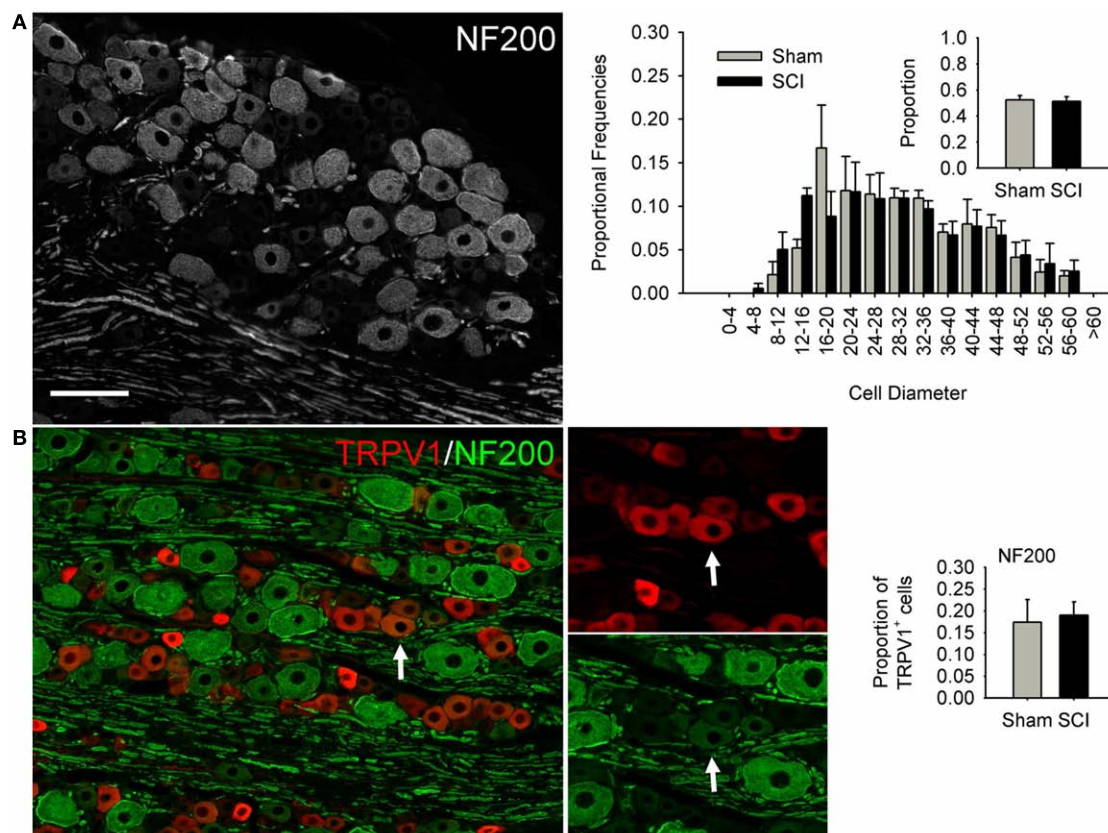 A
NF200
Proportional Frequencies
0.30
0.25
0.20
0.15
0.10
0.05
0.00
Sham
SCI
Proportion
1.0
0.8
0.6
0.4
0.2
0.0
Sham SCI
0-4
4-8
8-12
12-16
16-20
20-24
24-28
28-32
32-36
36-40
40-44
44-48
48-52
52-56
56-60
>60
Cell Diameter
B
TRPV1/NF200
NF200
Proportion of
TRPV1+ cells
0.30
0.25
0.20
0.15
0.10
0.05
0.00
Sham SCI